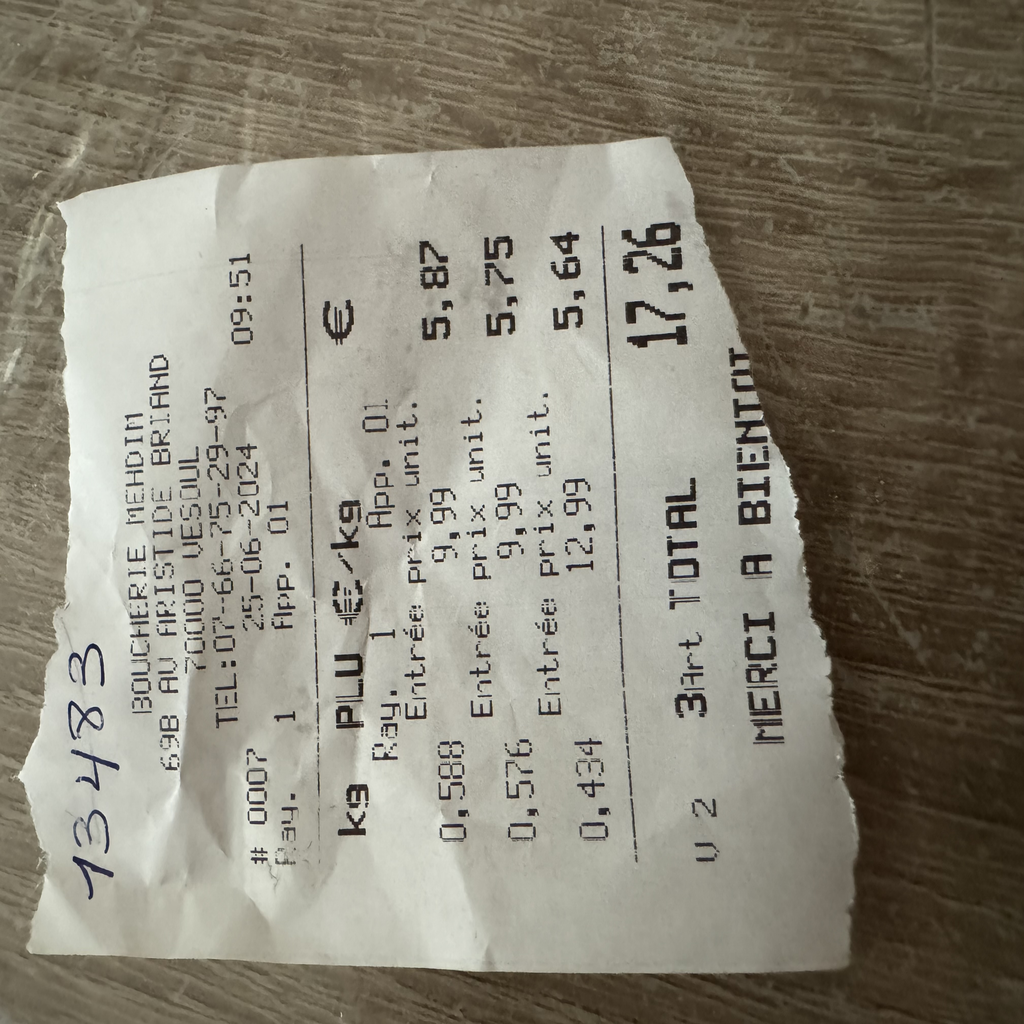 13483
BOUCHERIE MEHDIM
69B AV ARISTIDE BRIAND
70000 VESOUL
TEL:07-66-75-29-97
# 0007 25-06-2024 09:51
Ray. 1 App. 01
kg PLU €/kg €
Ray. 1 App. 01
Entrée prix unit.
0,588 9,99 5,87
Entrée prix unit.
0,576 9,99 5,75
Entrée prix unit.
0,434 12,99 5,64
V 2 3Art TOTAL 17,26
MERCI A BIENTOT